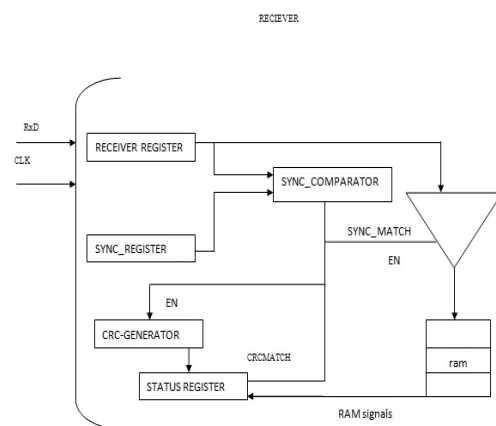 RECIEVER
RxD
CLK
RECEIVER REGISTER
SYNC_COMPARATOR
SYNC_REGISTER
SYNC_MATCH
EN
EN
CRC-GENERATOR
CRCMATCH
ram
STATUS REGISTER
RAM signals